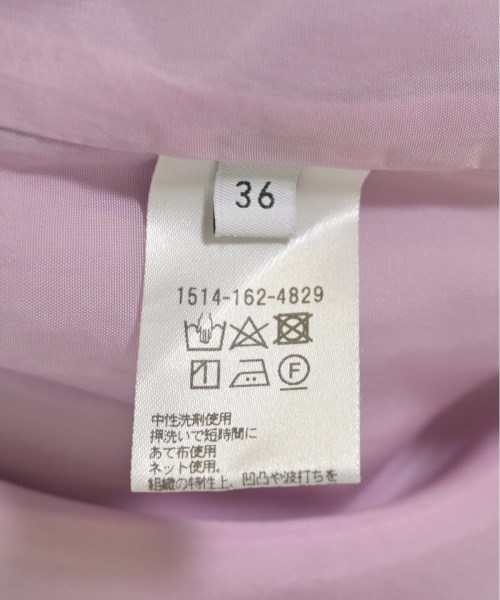 36
1514-162-4829
F
中性洗剤使用
押洗いで短時間に
あて布使用
ネット使用。
組織の特性上、凹凸や波打ちを